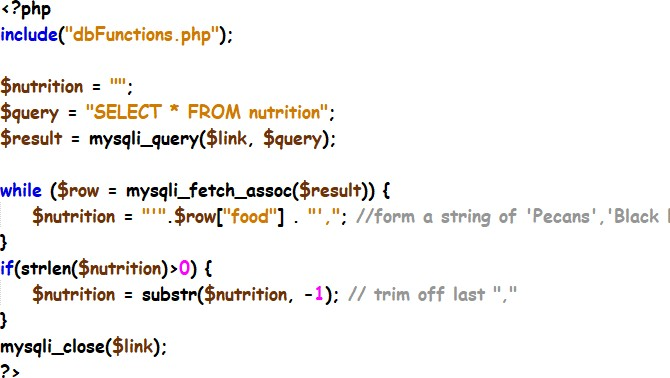 <?php
include("dbFunctions.php");
$nutrition = "";
$query = "SELECT * FROM nutrition";
$result = mysqli_query($link, $query);
while ($row = mysqli_fetch_assoc($result)) {
$nutrition = "'".$row["food"] . "',"; //form a string of 'Pecans','Black
}
if(strlen($nutrition)>0) {
$nutrition = substr($nutrition, -1); // trim off last ","
}
mysqli_close($link);
?>